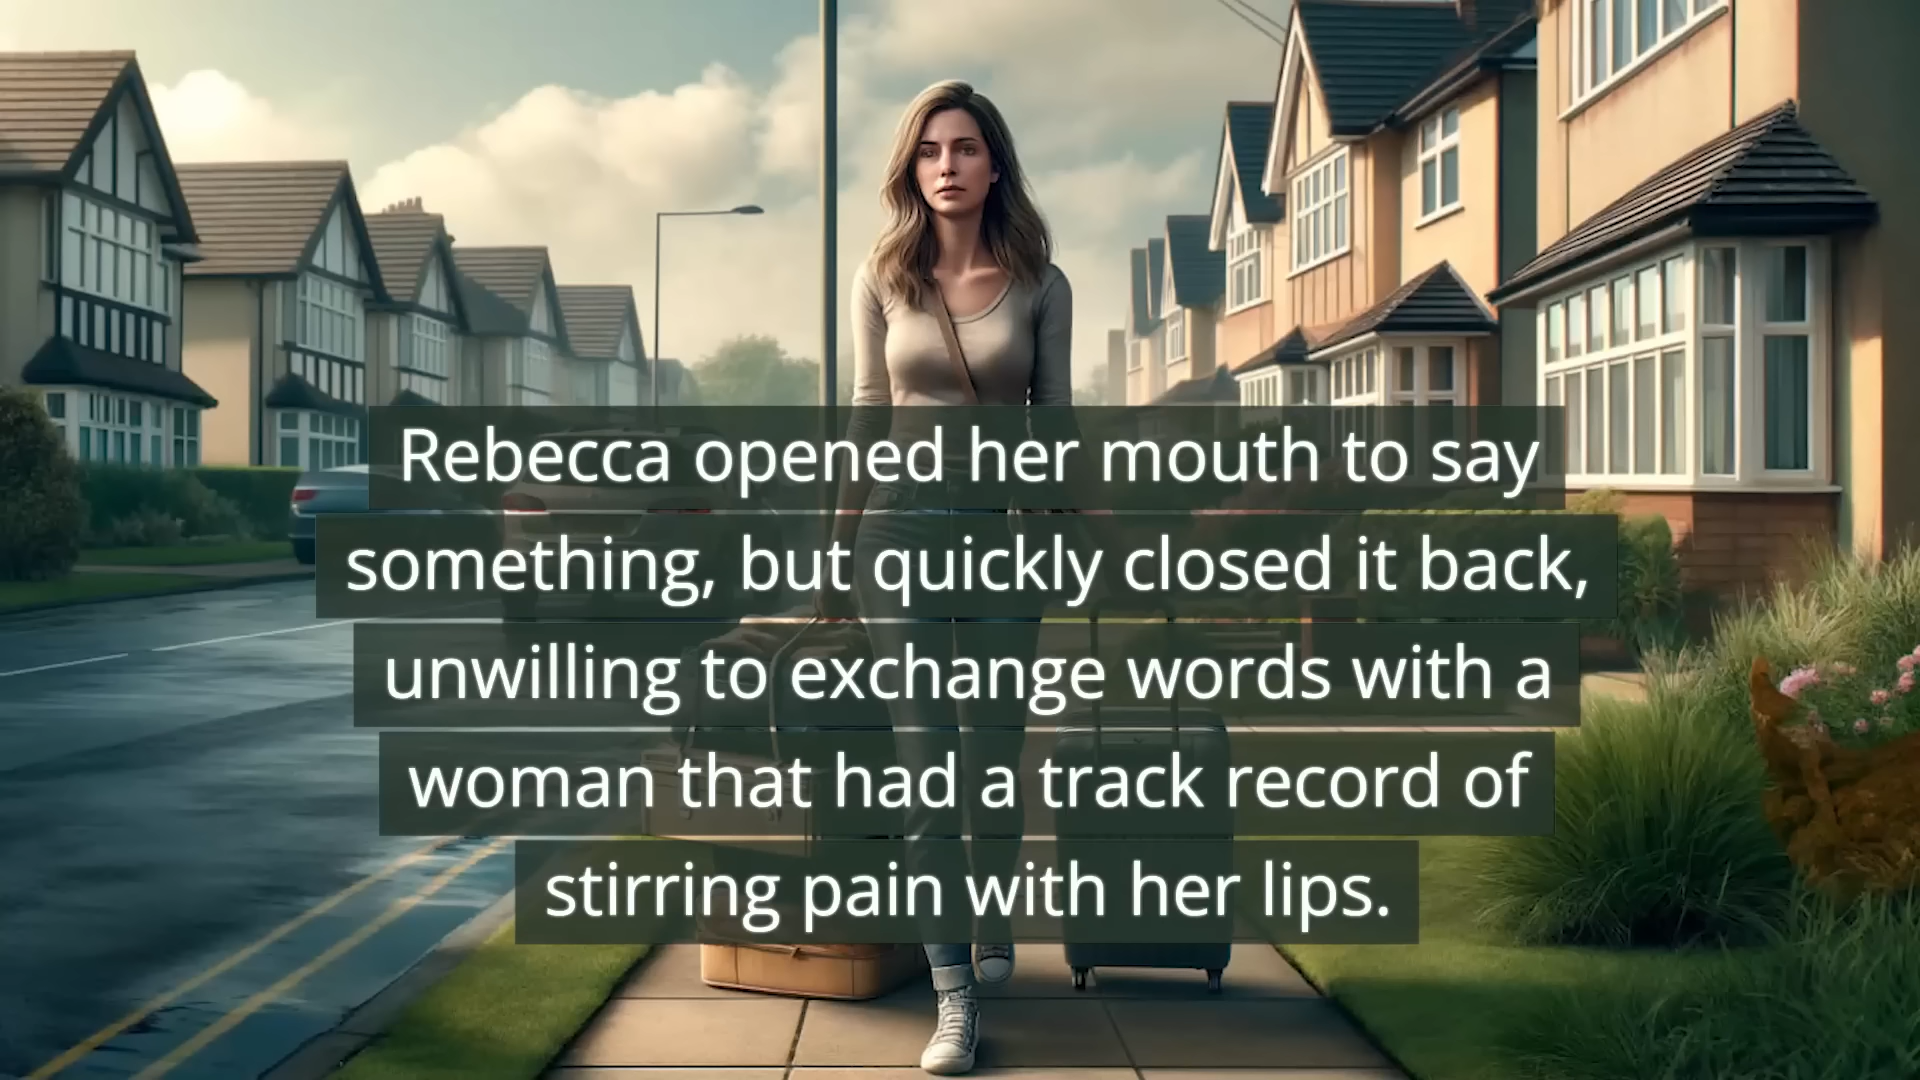 Rebecca opened her mouth to say
something, but quickly closed it back,
unwilling to exchange words with a
woman that had a track record of
stirring pain with her lips.